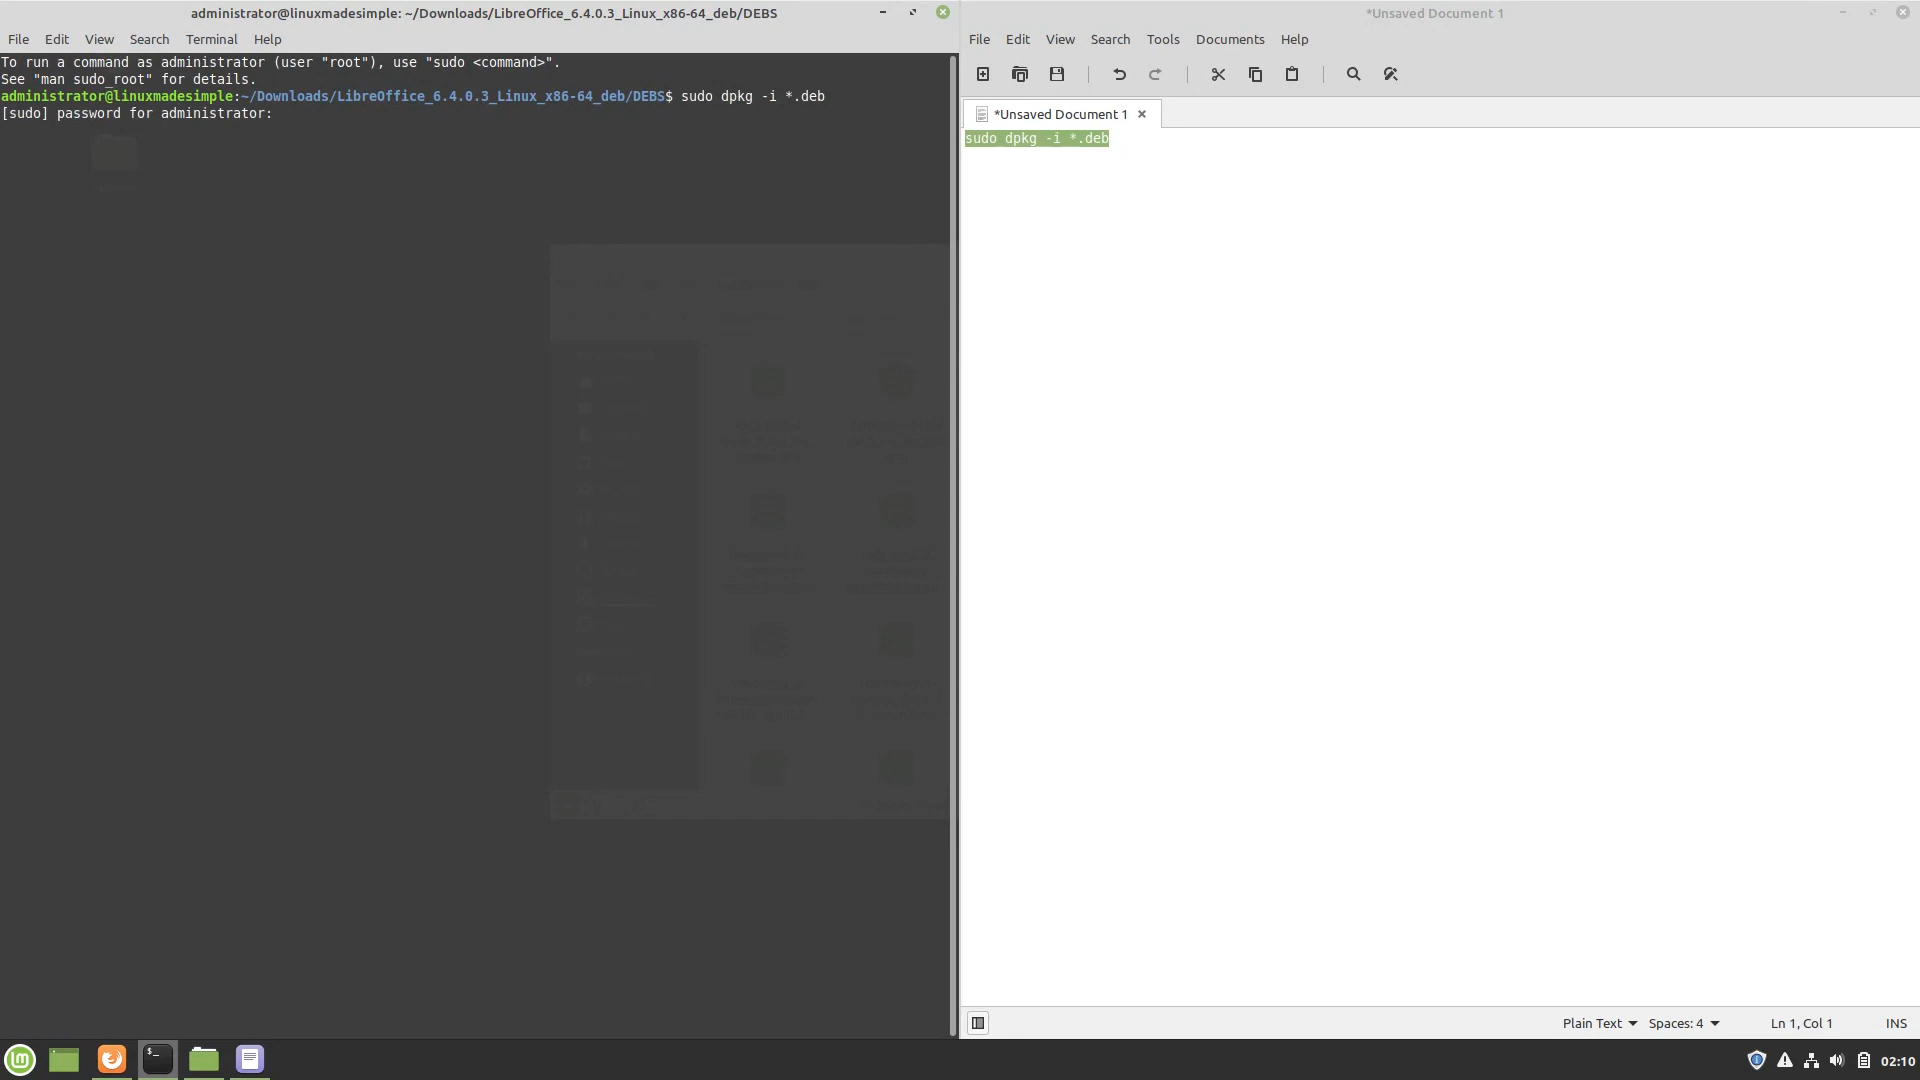 administrator@linuxmadesimple: ~/Downloads/LibreOffice_6.4.0.3_Linux_x86-64_deb/DEBS
File Edit View Search Terminal Help
To run a command as administrator (user "root"), use "sudo <command>".
See "man sudo_root" for details.
administrator@linuxmadesimple:~/Downloads/LibreOffice_6.4.0.3_Linux_x86-64_deb/DEBS$ sudo dpkg -i *.deb
[sudo] password for administrator:
*Unsaved Document 1
File Edit View Search Tools Documents Help
*Unsaved Document 1
sudo dpkg -i *.deb
Plain Text Spaces: 4 Ln 1, Col 1 INS
02:10